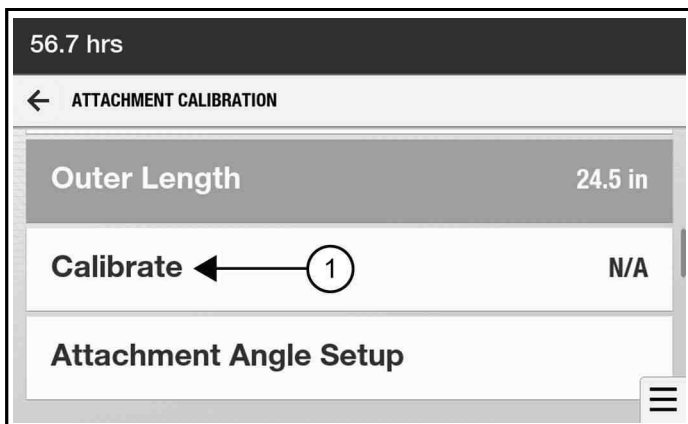 56.7 hrs
ATTACHMENT CALIBRATION
Outer Length 24.5 in
Calibrate 1 N/A
Attachment Angle Setup